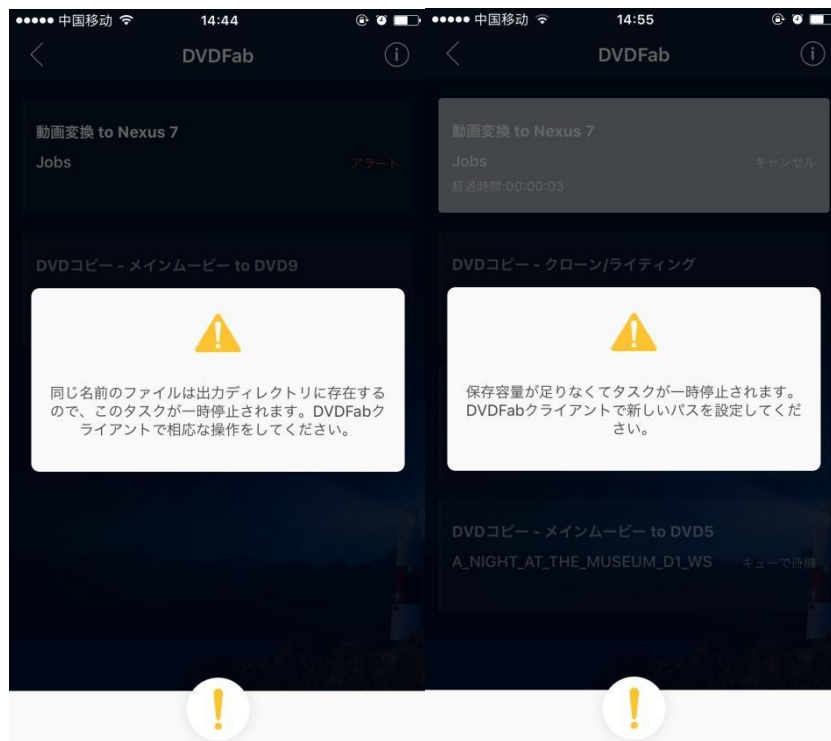 中国移动 14:44
DVDFab
動画変換 to Nexus 7
Jobs アラート
DVDコピー - メインムービー to DVD9
同じ名前のファイルは出力ディレクトリに存在する
ので、このタスクが一時停止されます。DVDFabク
ライアントで相応な操作をしてください。
中国移动 14:55
DVDFab
動画変換 to Nexus 7
Jobs キャンセル
経過時間:00:00:03
DVDコピー - クローン/ライティング
保存容量が足りなくてタスクが一時停止されます。
DVDFabクライアントで新しいパスを設定してくだ
さい。
DVDコピー - メインムービー to DVD5
A_NIGHT_AT_THE_MUSEUM_D1_WS キューで待機